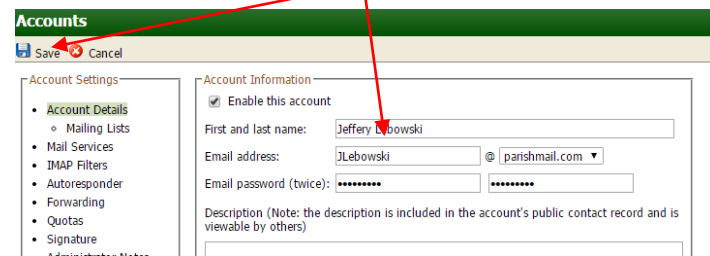 Accounts
Save Cancel
Account Settings
Account Details
Mailing Lists
Mail Services
IMAP Filters
Autoresponder
Forwarding
Quotas
Signature
Administrator Notes
Account Information
Enable this account
First and last name: Jeffery Lebowski
Email address: JLebowski @ parishmail.com
Email password (twice): ••••••••• •••••••••
Description (Note: the description is included in the account's public contact record and is
viewable by others)